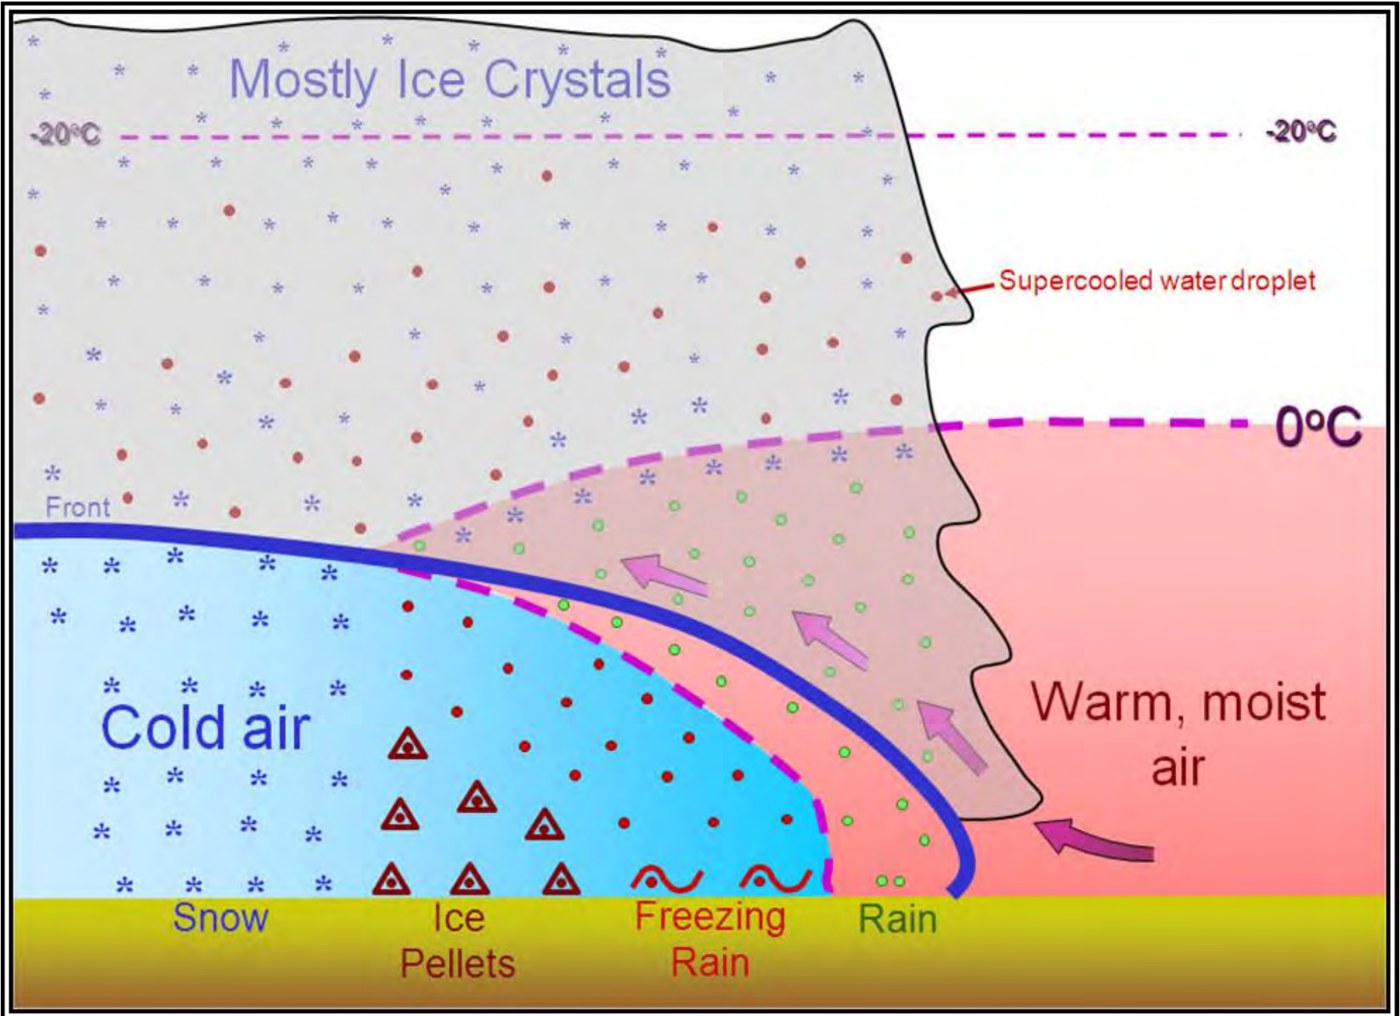 Mostly Ice Crystals
-20°C
-20°C
Supercooled water droplet
0°C
Front
Cold air
Warm, moist
air
Snow
Ice
Pellets
Freezing
Rain
Rain